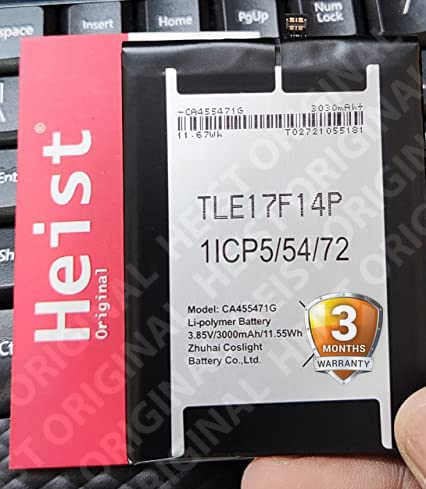 Insert
Home
PgUp
Num
Lock
Heist®
Original
-CA455471G 3030mAh+
11.67Wh T02721055181
TLE17F14P
1ICP5/54/72
Model: CA455471G
Li-polymer Battery
3.85V/3000mAh/11.55Wh
Zhuhai Coslight
Battery Co.,Ltd.
3
MONTHS
WARRANTY
HEIST ORIGINAL